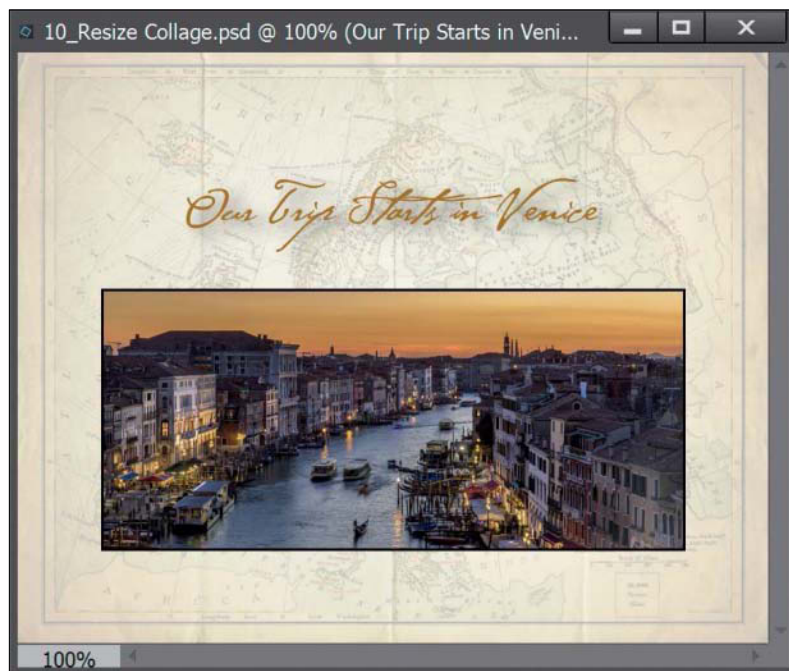 10_Resize Collage.psd @ 100% (Our Trip Starts in Veni...
Our Trip Starts in Venice
100%